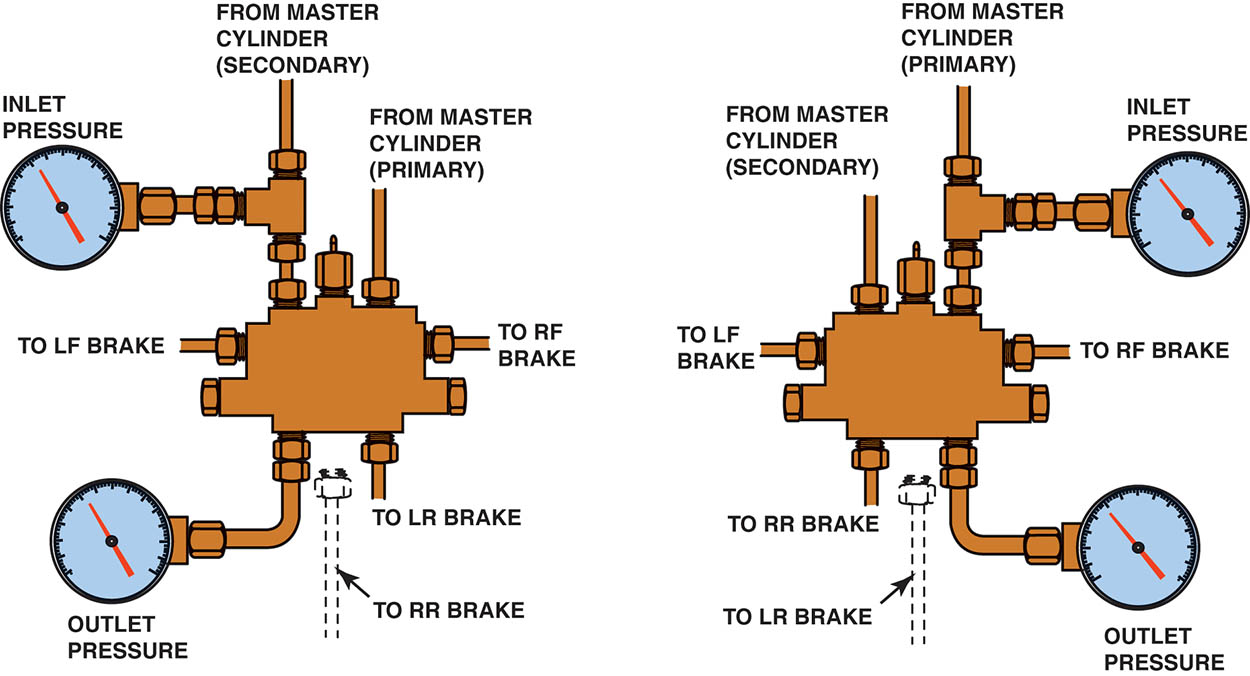 FROM MASTER
CYLINDER
(SECONDARY)
INLET
PRESSURE
FROM MASTER
CYLINDER
(PRIMARY)
TO LF BRAKE
TO RF
BRAKE
TO LR BRAKE
TO RR BRAKE
OUTLET
PRESSURE
FROM MASTER
CYLINDER
(PRIMARY)
FROM MASTER
CYLINDER
(SECONDARY)
INLET
PRESSURE
TO LF
BRAKE
TO RF BRAKE
TO RR BRAKE
TO LR BRAKE
OUTLET
PRESSURE